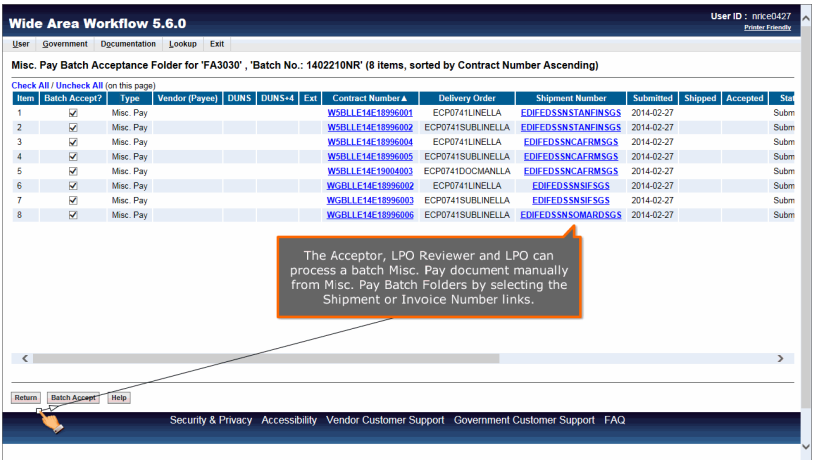 Wide Area Workflow 5.6.0
User ID : nrice0427
Printer Friendly
User Government Documentation Lookup Exit
Misc. Pay Batch Acceptance Folder for 'FA3030' , 'Batch No.: 1402210NR' (8 items, sorted by Contract Number Ascending)
Check All / Uncheck All (on this page)
Item Batch Accept? Type Vendor (Payee) DUNS DUNS+4 Ext Contract Number▲ Delivery Order Shipment Number Submitted Shipped Accepted Stat
1 Misc. Pay W5BLLE14E18996001 ECP0741LINELLA EDIFEDSSNSTANFINSGS 2014-02-27 Subm
2 Misc. Pay W5BLLE14E18996002 ECP0741SUBLINELLA EDIFEDSSNSTANFINSGS 2014-02-27 Subm
3 Misc. Pay W5BLLE14E18996004 ECP0741LINELLA EDIFEDSSNCAFRMSGS 2014-02-27 Subm
4 Misc. Pay W5BLLE14E18996005 ECP0741SUBLINELLA EDIFEDSSNCAFRMSGS 2014-02-27 Subm
5 Misc. Pay W5BLLE14E19004003 ECP0741DOCMANLLA EDIFEDSSNCAFRMSGS 2014-02-27 Subm
6 Misc. Pay WGBLLE14E18996002 ECP0741LINELLA EDIFEDSSNSIFSGS 2014-02-27 Subm
7 Misc. Pay WGBLLE14E18996003 ECP0741SUBLINELLA EDIFEDSSNSIFSGS 2014-02-27 Subm
8 Misc. Pay WGBLLE14E18996006 ECP0741SUBLINELLA EDIFEDSSNSOMARDSGS 2014-02-27 Subm
The Acceptor, LPO Reviewer and LPO can
process a batch Misc. Pay document manually
from Misc. Pay Batch Folders by selecting the
Shipment or Invoice Number links.
Return Batch Accept Help
Security & Privacy Accessibility Vendor Customer Support Government Customer Support FAQ